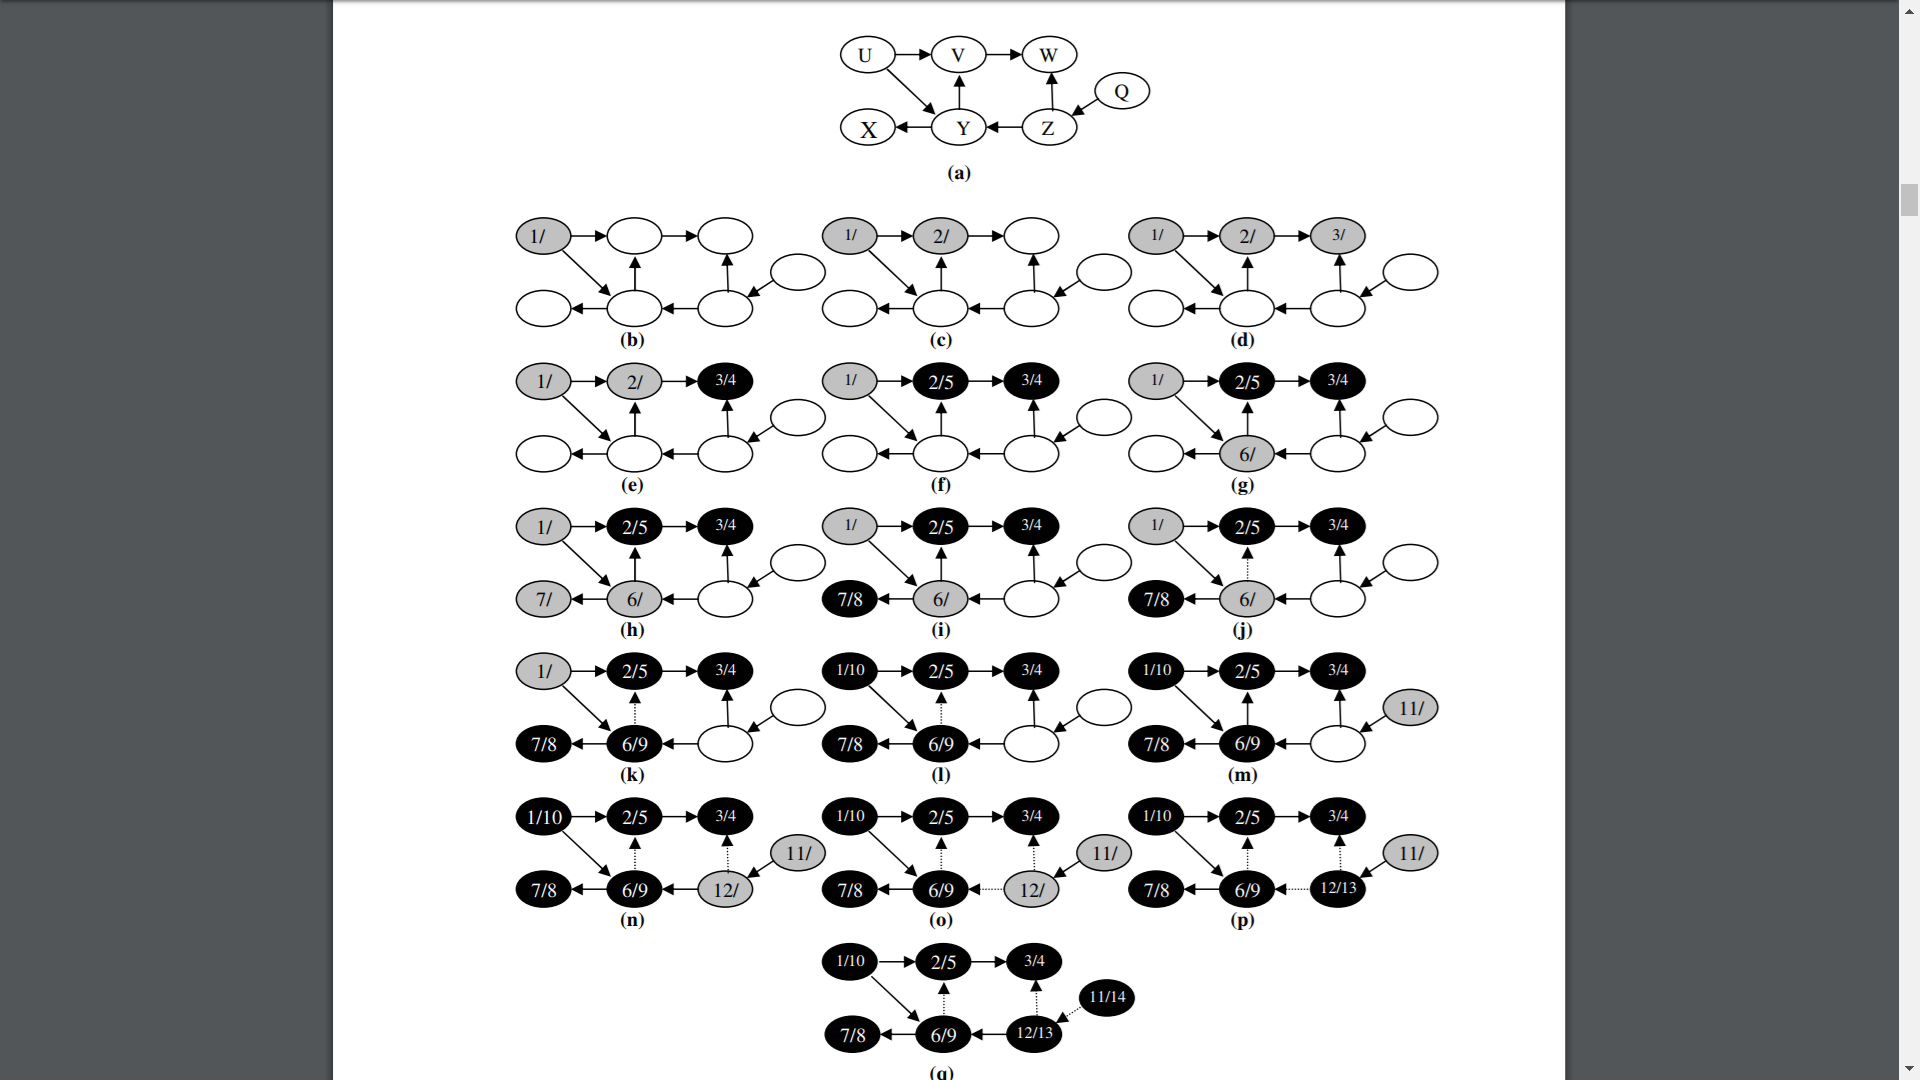 U V W
Q
X Y Z
(a)
1/ 1/ 2/ 1/ 2/ 3/
(b) (c) (d)
1/ 2/ 3/4 1/ 2/5 3/4 1/ 2/5 3/4
6/
(e) (f) (g)
1/ 2/5 3/4 1/ 2/5 3/4 1/ 2/5 3/4
7/ 6/ 7/8 6/ 7/8 6/
(h) (i) (j)
1/ 2/5 3/4 1/10 2/5 3/4 1/10 2/5 3/4
11/
7/8 6/9 7/8 6/9 7/8 6/9
(k) (l) (m)
1/10 2/5 3/4 1/10 2/5 3/4 1/10 2/5 3/4
11/ 11/ 11/
7/8 6/9 12/ 7/8 6/9 12/ 7/8 6/9 12/13
(n) (o) (p)
1/10 2/5 3/4
11/14
7/8 6/9 12/13
(q)